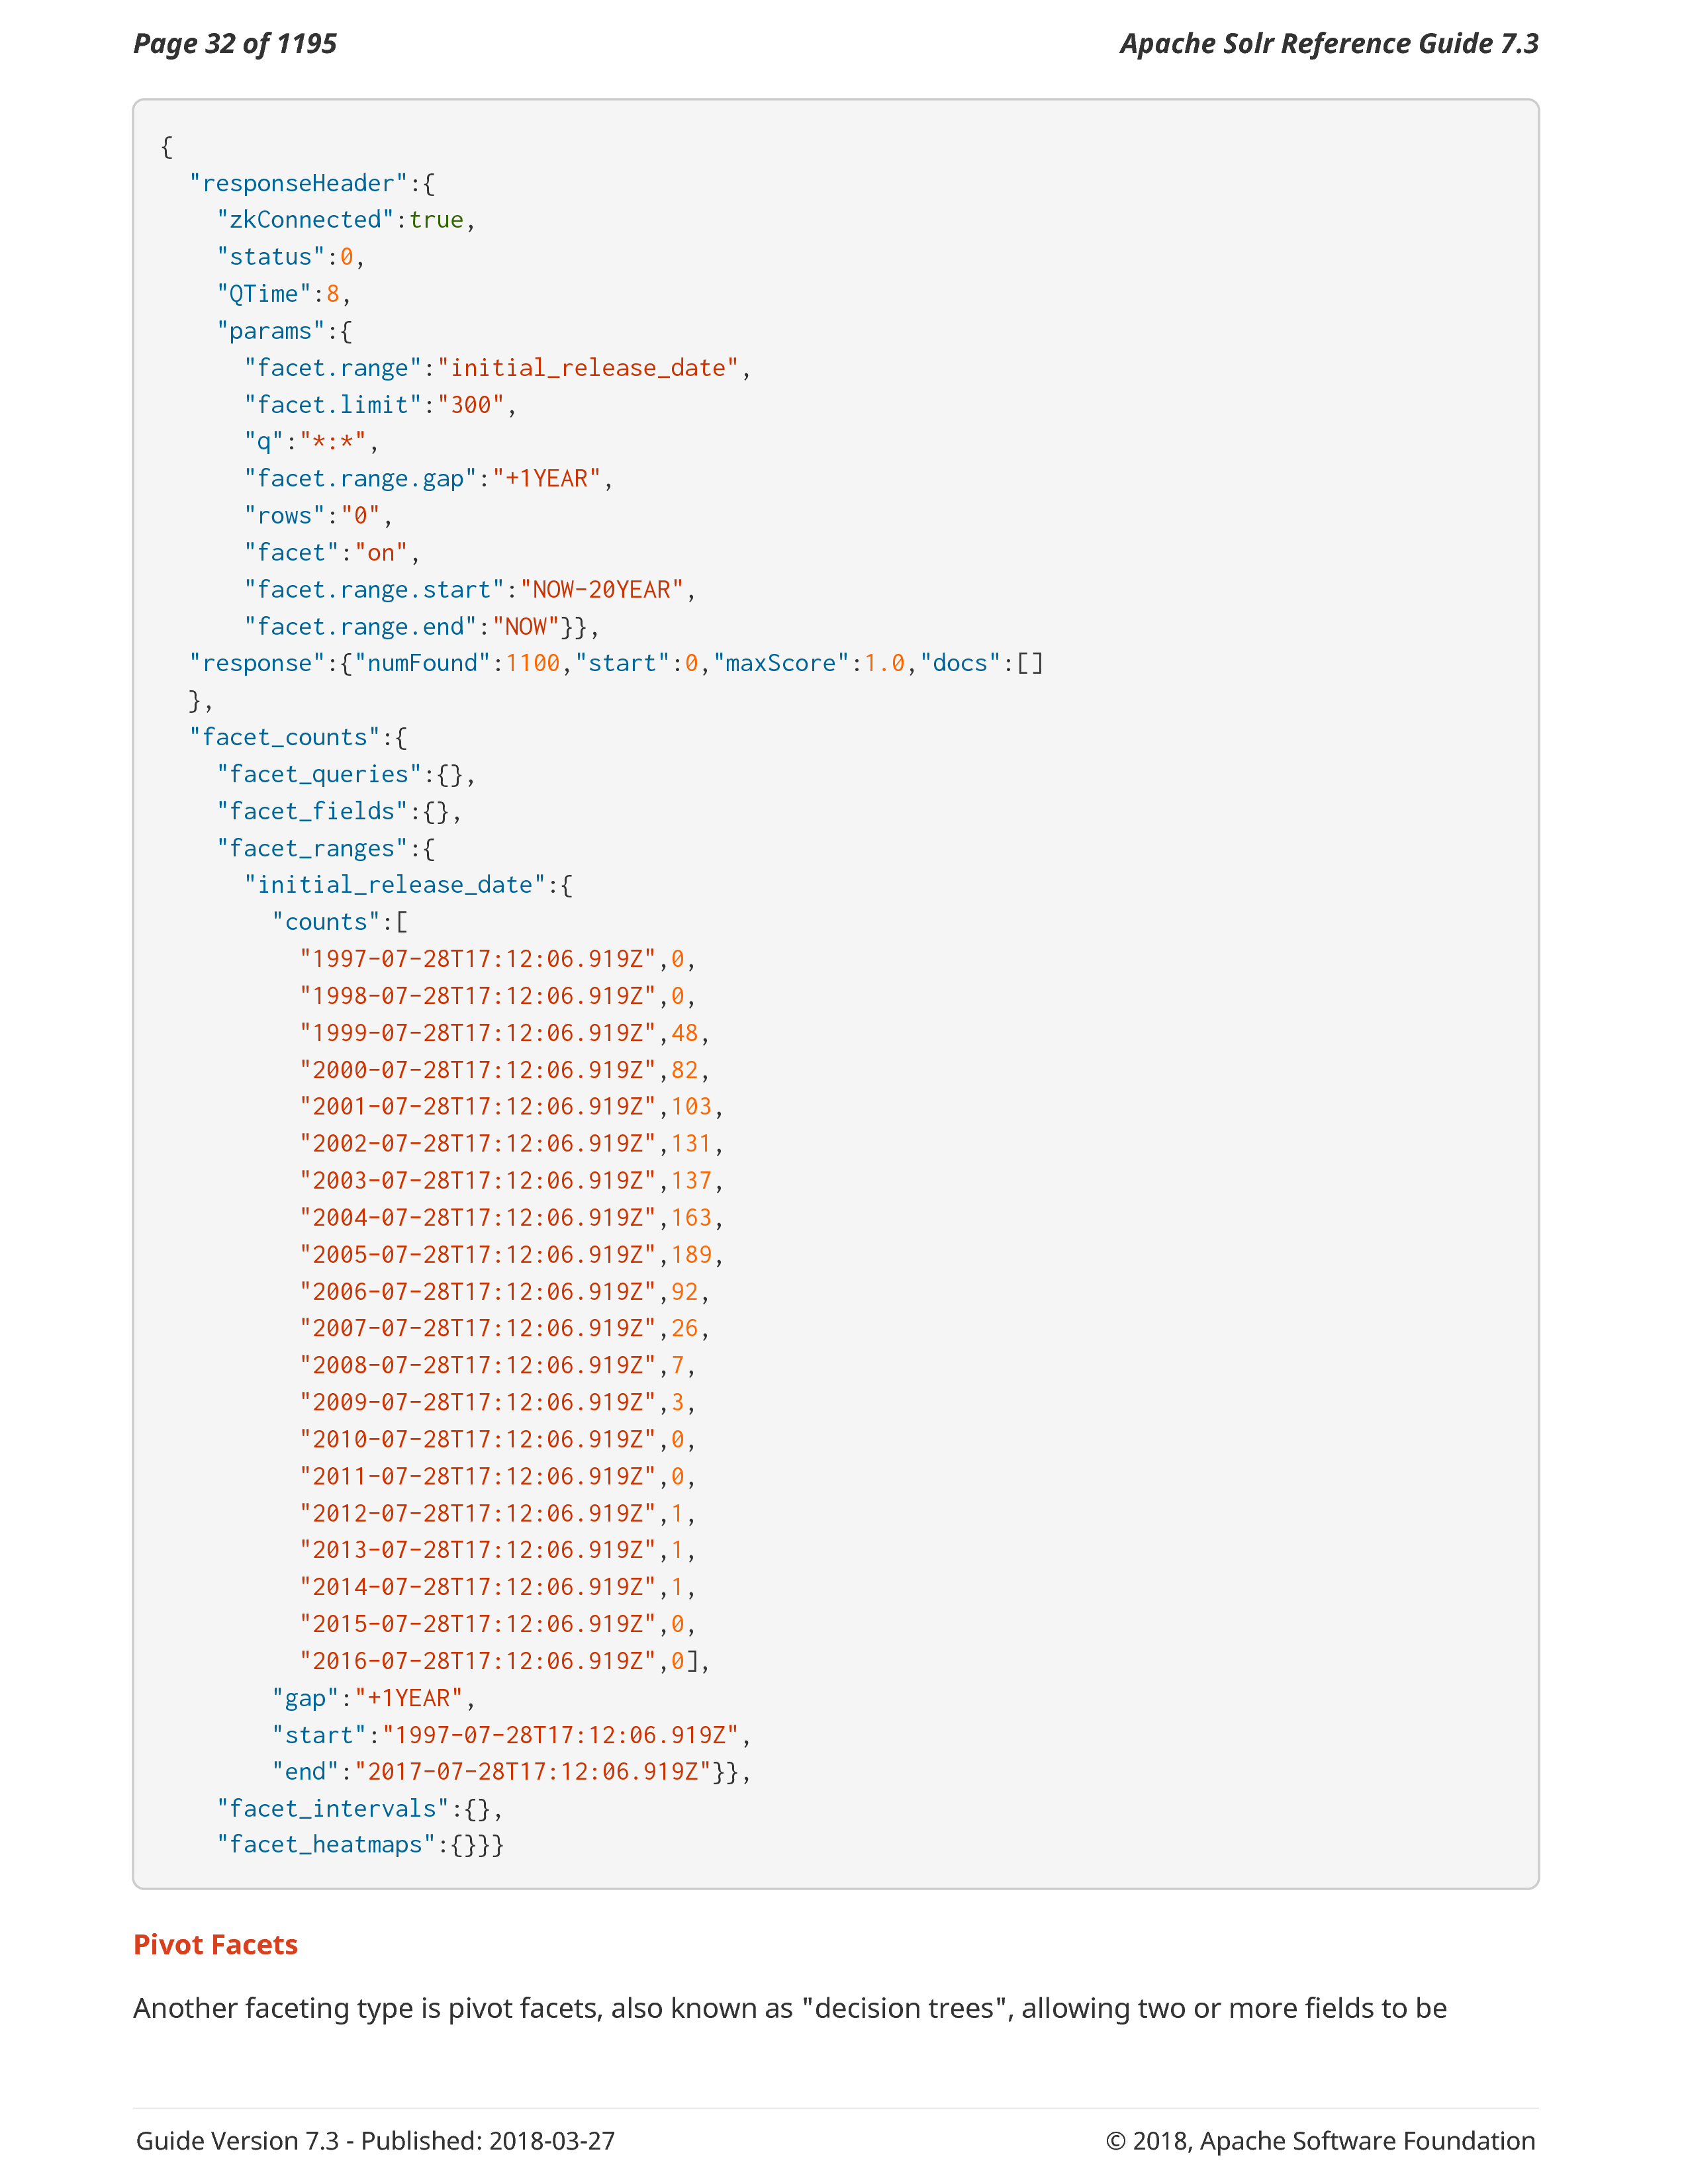 Page 32 of 1195
Apache Solr Reference Guide 7.3
{
  "responseHeader":{
    "zkConnected":true,
    "status":0,
    "QTime":8,
    "params":{
      "facet.range":"initial_release_date",
      "facet.limit":"300",
      "q":"*:*",
      "facet.range.gap":"+1YEAR",
      "rows":"0",
      "facet":"on",
      "facet.range.start":"NOW-20YEAR",
      "facet.range.end":"NOW"}},
  "response":{"numFound":1100,"start":0,"maxScore":1.0,"docs":[]
  },
  "facet_counts":{
    "facet_queries":{},
    "facet_fields":{},
    "facet_ranges":{
      "initial_release_date":{
        "counts":[
          "1997-07-28T17:12:06.919Z",0,
          "1998-07-28T17:12:06.919Z",0,
          "1999-07-28T17:12:06.919Z",48,
          "2000-07-28T17:12:06.919Z",82,
          "2001-07-28T17:12:06.919Z",103,
          "2002-07-28T17:12:06.919Z",131,
          "2003-07-28T17:12:06.919Z",137,
          "2004-07-28T17:12:06.919Z",163,
          "2005-07-28T17:12:06.919Z",189,
          "2006-07-28T17:12:06.919Z",92,
          "2007-07-28T17:12:06.919Z",26,
          "2008-07-28T17:12:06.919Z",7,
          "2009-07-28T17:12:06.919Z",3,
          "2010-07-28T17:12:06.919Z",0,
          "2011-07-28T17:12:06.919Z",0,
          "2012-07-28T17:12:06.919Z",1,
          "2013-07-28T17:12:06.919Z",1,
          "2014-07-28T17:12:06.919Z",1,
          "2015-07-28T17:12:06.919Z",0,
          "2016-07-28T17:12:06.919Z",0],
        "gap":"+1YEAR",
        "start":"1997-07-28T17:12:06.919Z",
        "end":"2017-07-28T17:12:06.919Z"}},
    "facet_intervals":{},
    "facet_heatmaps":{}}}
Pivot Facets
Another faceting type is pivot facets, also known as "decision trees", allowing two or more fields to be
Guide Version 7.3 - Published: 2018-03-27
© 2018, Apache Software Foundation